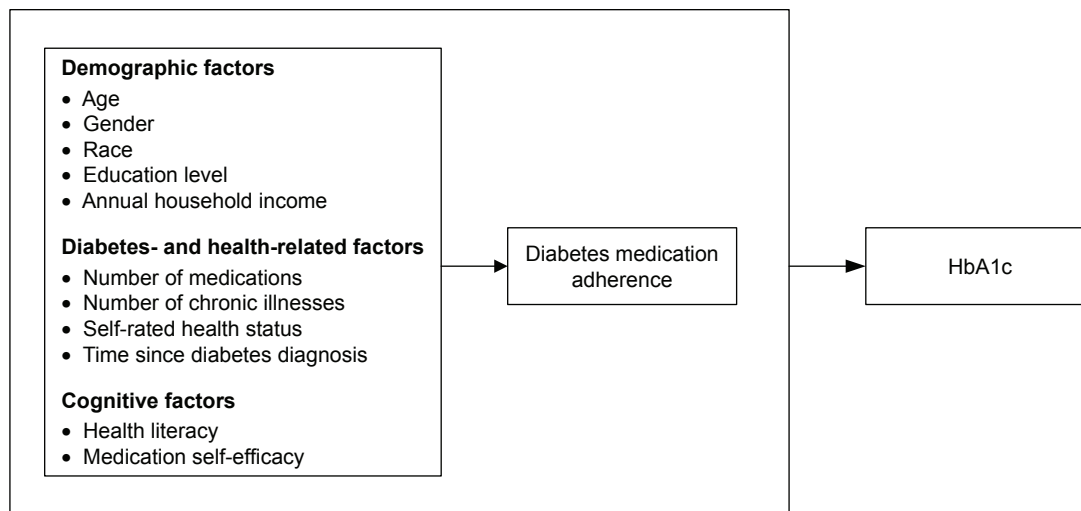 Demographic factors
• Age
• Gender
• Race
• Education level
• Annual household income
Diabetes- and health-related factors
• Number of medications
• Number of chronic illnesses
• Self-rated health status
• Time since diabetes diagnosis
Cognitive factors
• Health literacy
• Medication self-efficacy
Diabetes medication
adherence
HbA1c